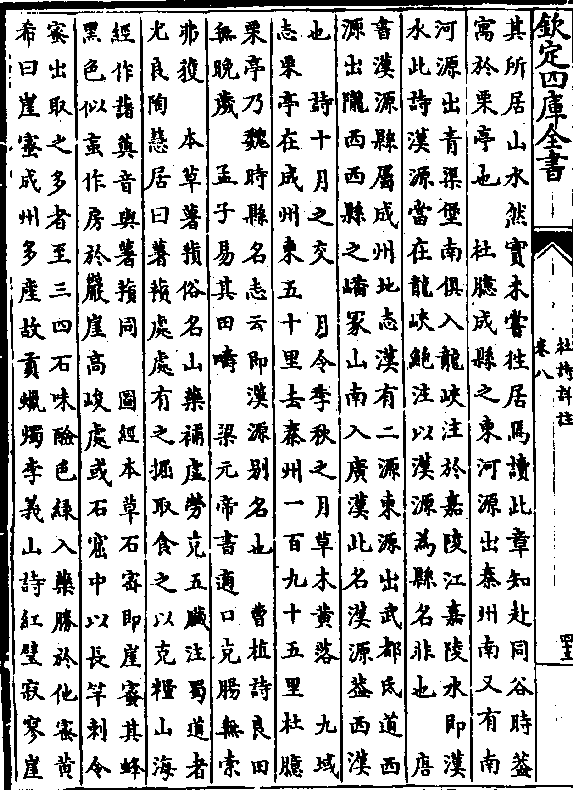 欽定四庫全書
其所居山水然實未嘗往居焉讀此章知赴同谷時葢
寓於栗亭也　杜臆成縣之東河源出秦州南又有南
河源出青渠堡南俱入龍峽注於嘉陵江嘉陵水即漢
水此詩漢源當在龍峽鮑注以漢源為縣名非也　唐
書漢源縣屬成州地志漢有二源東源出武都氐道西
源出隴西西縣之嶓冢山南入廣漢此名漢源葢西漢
也　詩十月之交　月令季秋之月草木黄落　九域
志栗亭在成州東五十里去秦州一百九十五里杜臆
栗亭乃魏時縣名志云即漢源别名也　曹植詩良田
無晚歲　孟子易其田疇　梁元帝書適口充腸無索
弗獲　本草薯蕷俗名山藥補虛勞充五臟注蜀道者
尤良陶隱居曰薯蕷處處有之掘取食之以充糧山海
經作藷藇音與薯蕷同　圖經本草石蜜即崖蜜其蜂
黑色似䖟作房於巖崖高峻處或石窟中以長竿刺令
蜜出取之多者至三四石味醶色緑入藥勝於他蜜黄
希曰崖蜜成州多產故貢蠟燭李義山詩紅壁寂寥崖
杜詩詳註
卷八